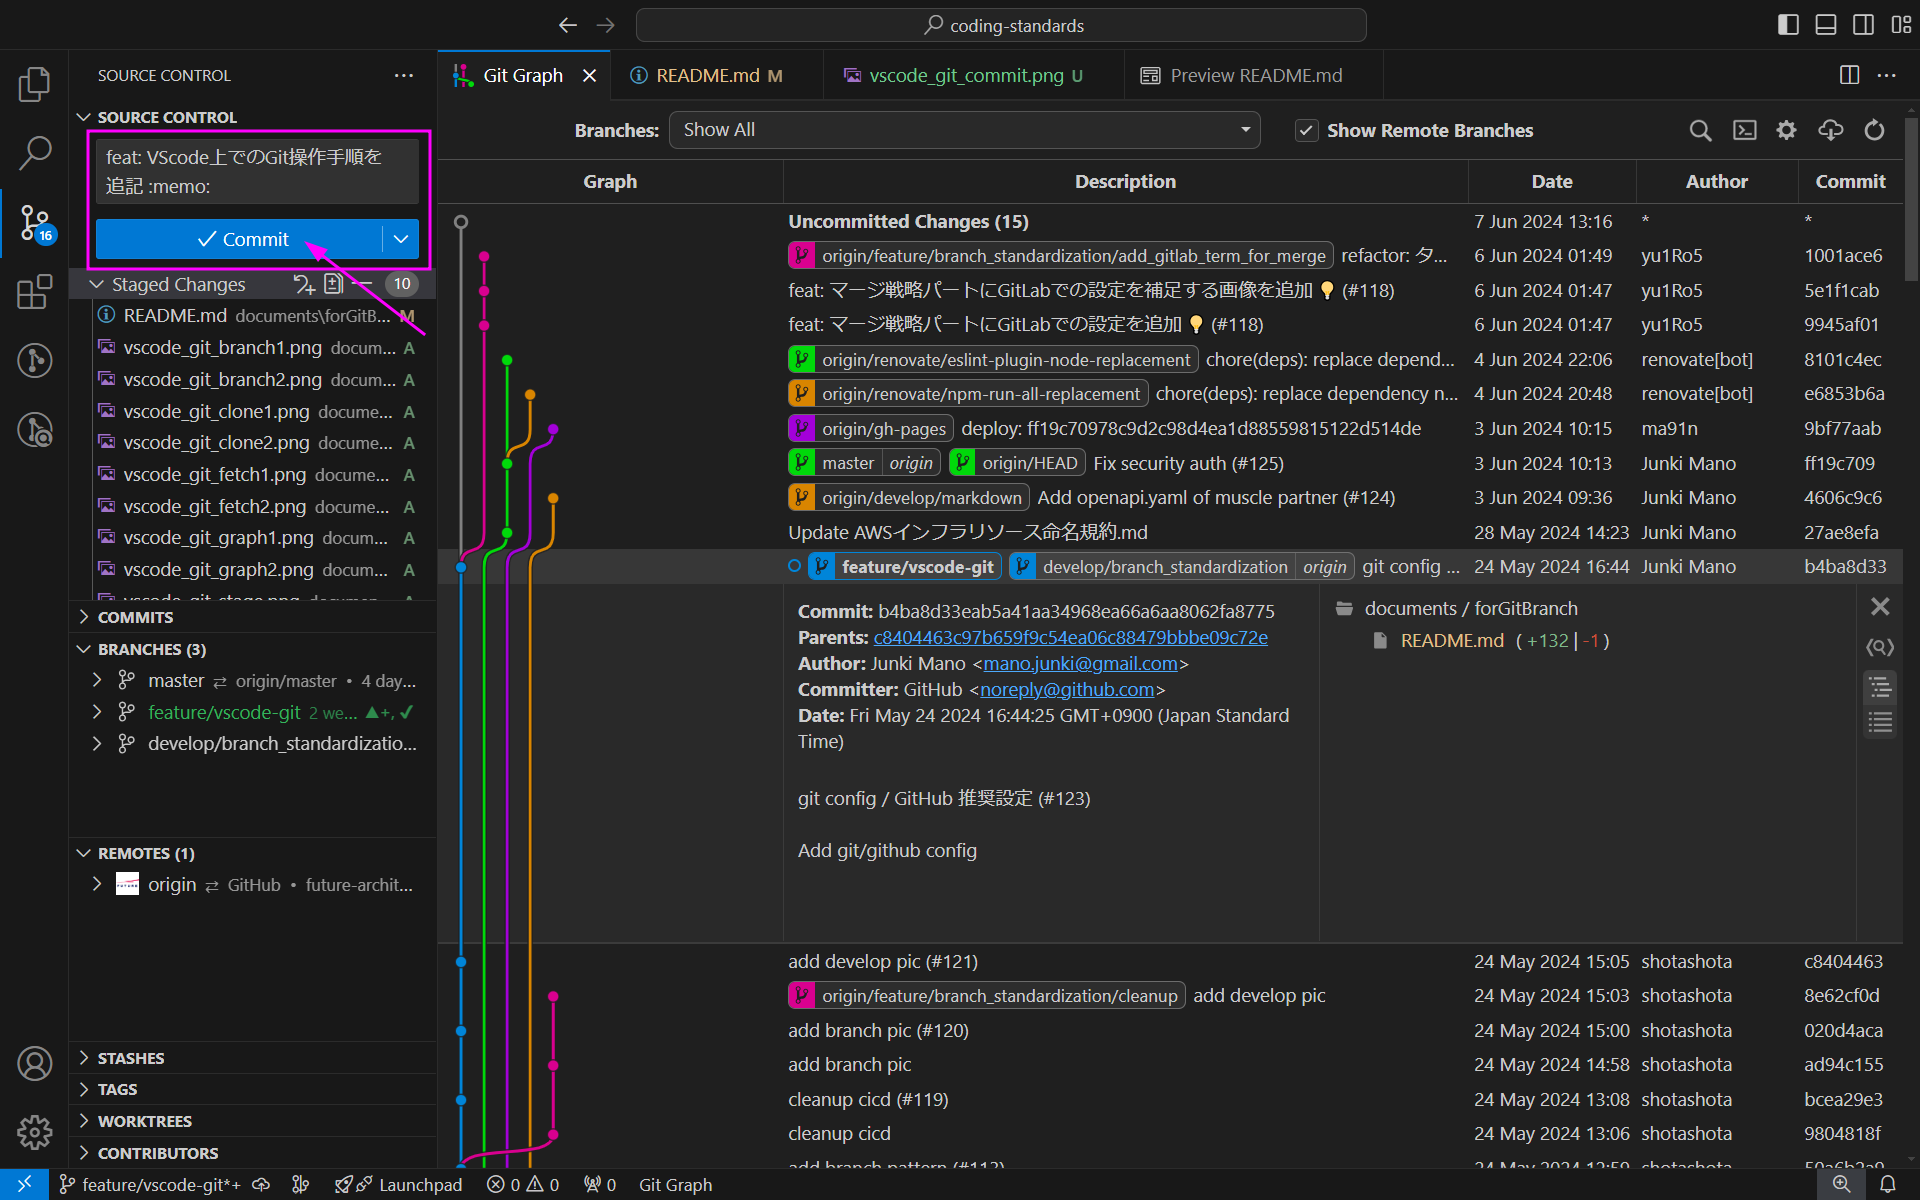 coding-standards
SOURCE CONTROL
SOURCE CONTROL
feat: VScode上でのGit操作手順を
追記 :memo:
Commit
16
Staged Changes 10
README.md documents\forGitB... M
vscode_git_branch1.png docum... A
vscode_git_branch2.png docum... A
vscode_git_clone1.png docume... A
vscode_git_clone2.png docume... A
vscode_git_fetch1.png docume... A
vscode_git_fetch2.png docume... A
vscode_git_graph1.png docum... A
vscode_git_graph2.png docum... A
COMMITS
BRANCHES (3)
master ⇄ origin/master • 4 day...
feature/vscode-git 2 we... ▲+, ✓
develop/branch_standardizatio...
REMOTES (1)
origin ⇄ GitHub • future-archit...
STASHES
TAGS
WORKTREES
CONTRIBUTORS
Git Graph
README.md M
vscode_git_commit.png U
Preview README.md
Branches: Show All Show Remote Branches
Graph Description Date Author Commit
Uncommitted Changes (15) 7 Jun 2024 13:16 * *
origin/feature/branch_standardization/add_gitlab_term_for_merge refactor: タ... 6 Jun 2024 01:49 yu1Ro5 1001ace6
feat: マージ戦略パートにGitLabでの設定を補足する画像を追加 💡 (#118) 6 Jun 2024 01:47 yu1Ro5 5e1f1cab
feat: マージ戦略パートにGitLabでの設定を追加 💡 (#118) 6 Jun 2024 01:47 yu1Ro5 9945af01
origin/renovate/eslint-plugin-node-replacement chore(deps): replace depend... 4 Jun 2024 22:06 renovate[bot] 8101c4ec
origin/renovate/npm-run-all-replacement chore(deps): replace dependency n... 4 Jun 2024 20:48 renovate[bot] e6853b6a
origin/gh-pages deploy: ff19c70978c9d2c98d4ea1d88559815122d514de 3 Jun 2024 10:15 ma91n 9bf77aab
master origin origin/HEAD Fix security auth (#125) 3 Jun 2024 10:13 Junki Mano ff19c709
origin/develop/markdown Add openapi.yaml of muscle partner (#124) 3 Jun 2024 09:36 Junki Mano 4606c9c6
Update AWSインフラリソース命名規約.md 28 May 2024 14:23 Junki Mano 27ae8efa
feature/vscode-git develop/branch_standardization origin git config ... 24 May 2024 16:44 Junki Mano b4ba8d33
Commit: b4ba8d33eab5a41aa34968ea66a6aa8062fa8775
Parents: c8404463c97b659f9c54ea06c88479bbbe09c72e
Author: Junki Mano <mano.junki@gmail.com>
Committer: GitHub <noreply@github.com>
Date: Fri May 24 2024 16:44:25 GMT+0900 (Japan Standard
Time)
git config / GitHub 推奨設定 (#123)
Add git/github config
documents / forGitBranch
README.md ( +132 | -1 )
add develop pic (#121) 24 May 2024 15:05 shotashota c8404463
origin/feature/branch_standardization/cleanup add develop pic 24 May 2024 15:03 shotashota 8e62cf0d
add branch pic (#120) 24 May 2024 15:00 shotashota 020d4aca
add branch pic 24 May 2024 14:58 shotashota ad94c155
cleanup cicd (#119) 24 May 2024 13:08 shotashota bcea29e3
cleanup cicd 24 May 2024 13:06 shotashota 9804818f
feature/vscode-git*+ Launchpad 0 0 0 Git Graph